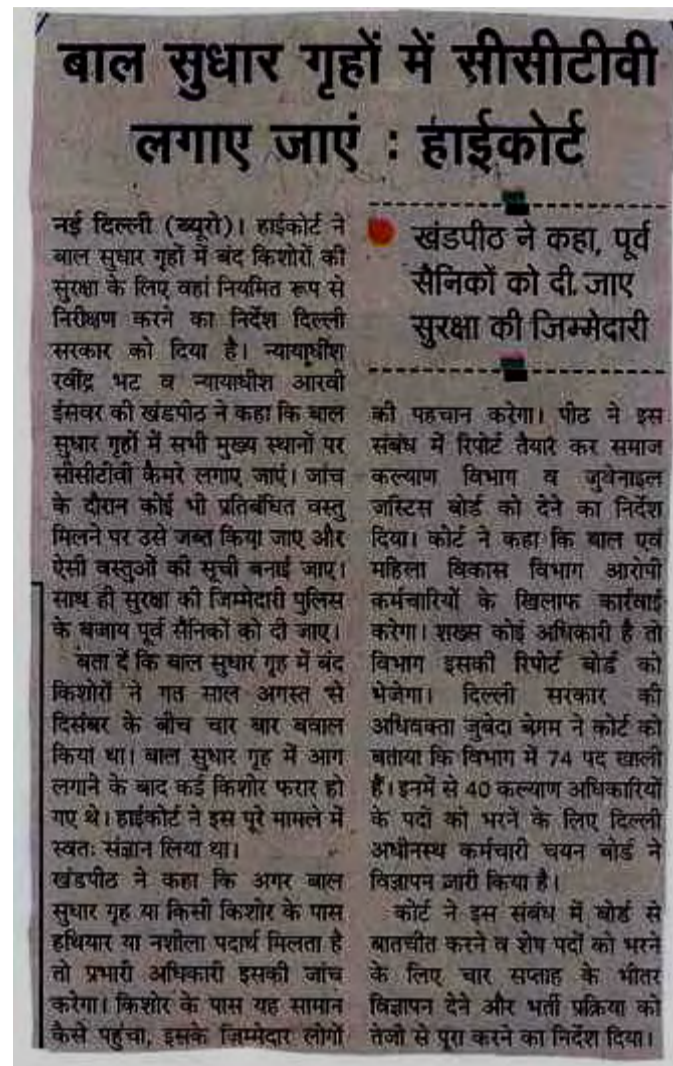 बाल सुधार गृहों में सीसीटीवी
लगाए जाएं : हाईकोर्ट
नई दिल्ली (ब्यूरो)। हाईकोर्ट ने
बाल सुधार गृहों में बंद किशोरों की
सुरक्षा के लिए वहां नियमित रूप से
निरीक्षण करने का निर्देश दिल्ली
सरकार को दिया है। न्यायाधीश
रवींद्र भट व न्यायाधीश आरवी
ईसवर की खंडपीठ ने कहा कि बाल
सुधार गृहों में सभी मुख्य स्थानों पर
सीसीटीवी कैमरे लगाए जाएं। जांच
के दौरान कोई भी प्रतिबंधित वस्तु
मिलने पर उसे जब्त किया जाए और
ऐसी वस्तुओं की सूची बनाई जाए।
साथ ही सुरक्षा की जिम्मेदारी पुलिस
के बजाय पूर्व सैनिकों को दी जाए।
बता दें कि बाल सुधार गृह में बंद
किशोरों ने गत साल अगस्त से
दिसंबर के बीच चार बार बवाल
किया था। बाल सुधार गृह में आग
लगाने के बाद कई किशोर फरार हो
गए थे। हाईकोर्ट ने इस पूरे मामले में
स्वतः संज्ञान लिया था।
खंडपीठ ने कहा कि अगर बाल
सुधार गृह या किसी किशोर के पास
हथियार या नशीला पदार्थ मिलता है
तो प्रभारी अधिकारी इसकी जांच
करेगा। किशोर के पास यह सामान
कैसे पहुंचा, इसके जिम्मेदार लोगों
खंडपीठ ने कहा, पूर्व
सैनिकों को दी जाए
सुरक्षा की जिम्मेदारी
की पहचान करेगा। पीठ ने इस
संबंध में रिपोर्ट तैयार कर समाज
कल्याण विभाग व जुवेनाइल
जस्टिस बोर्ड को देने का निर्देश
दिया। कोर्ट ने कहा कि बाल एवं
महिला विकास विभाग आरोपी
कर्मचारियों के खिलाफ कार्रवाई
करेगा। शख्स कोई अधिकारी है तो
विभाग इसकी रिपोर्ट बोर्ड को
भेजेगा। दिल्ली सरकार की
अधिवक्ता जुबेदा बेगम ने कोर्ट को
बताया कि विभाग में 74 पद खाली
हैं। इनमें से 40 कल्याण अधिकारियों
के पदों को भरने के लिए दिल्ली
अधीनस्थ कर्मचारी चयन बोर्ड ने
विज्ञापन जारी किया है।
कोर्ट ने इस संबंध में बोर्ड से
बातचीत करने व शेष पदों को भरने
के लिए चार सप्ताह के भीतर
विज्ञापन देने और भर्ती प्रक्रिया को
तेजी से पूरा करने का निर्देश दिया।